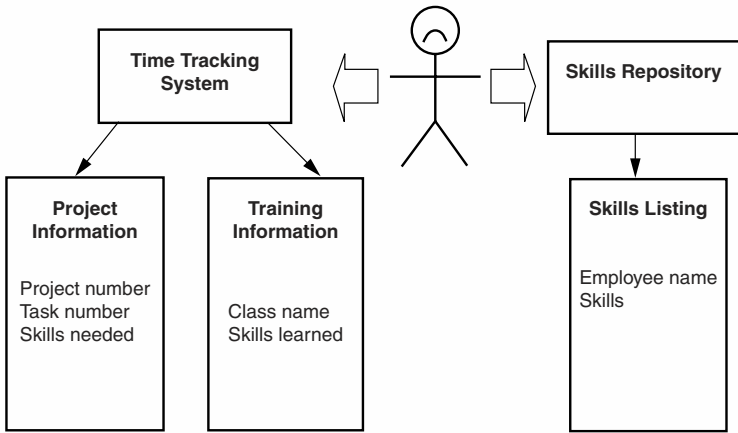 Time Tracking
System
Skills Repository
Project
Information
Project number
Task number
Skills needed
Training
Information
Class name
Skills learned
Skills Listing
Employee name
Skills